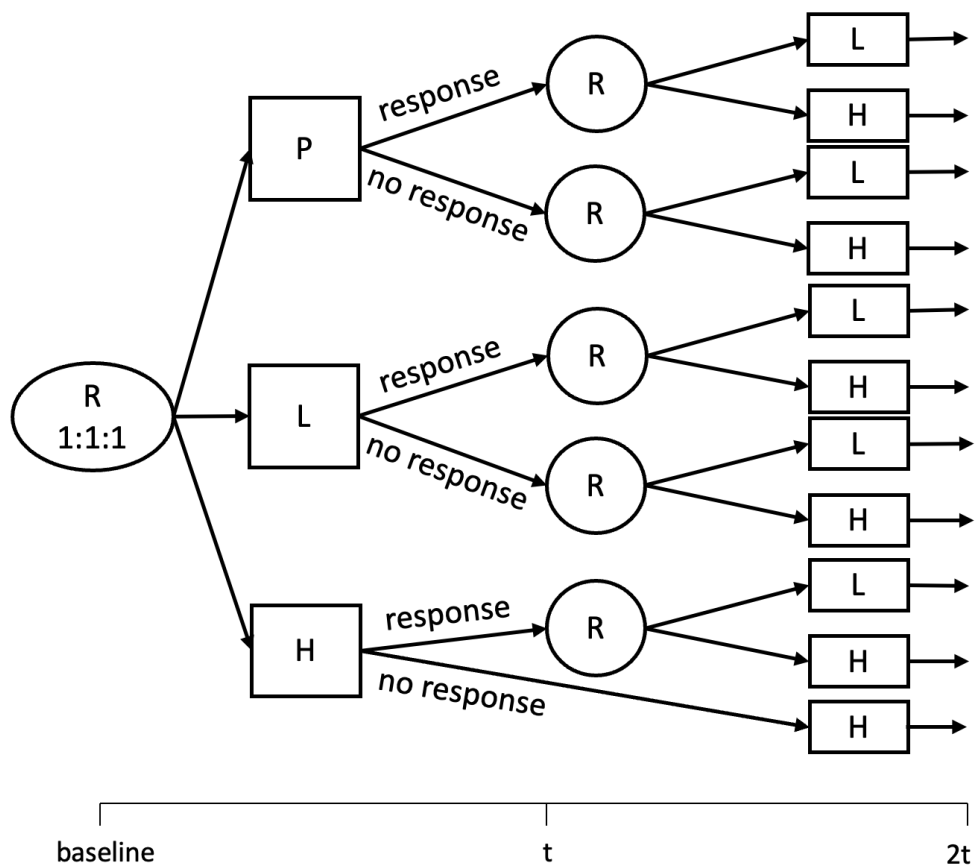 R
1:1:1
P
response
no response
R
L
H
R
L
H
L
response
no response
R
L
H
R
L
H
H
response
no response
R
L
H
H
baseline
t
2t